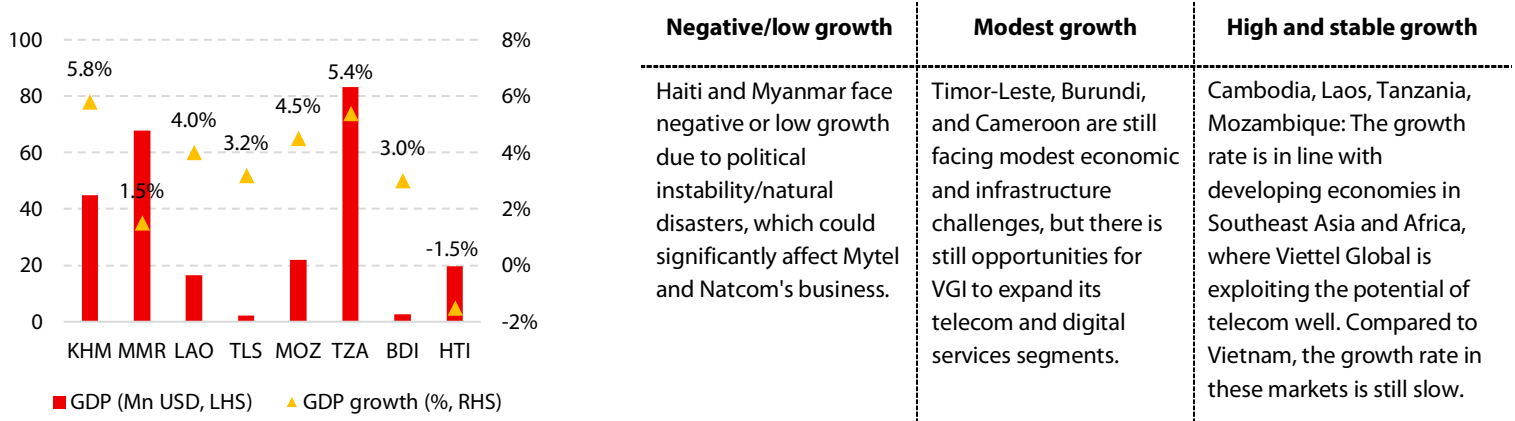 100
80
60
40
20
0
8%
6%
4%
2%
0%
-2%
5.8%
1.5%
4.0%
3.2%
4.5%
5.4%
3.0%
-1.5%
KHM MMR LAO TLS MOZ TZA BDI HTI
GDP (Mn USD, LHS) GDP growth (%, RHS)
Negative/low growth
Haiti and Myanmar face
negative or low growth
due to political
instability/natural
disasters, which could
significantly affect Mytel
and Natcom's business.
Modest growth
Timor-Leste, Burundi,
and Cameroon are still
facing modest economic
and infrastructure
challenges, but there is
still opportunities for
VGI to expand its
telecom and digital
services segments.
High and stable growth
Cambodia, Laos, Tanzania,
Mozambique: The growth
rate is in line with
developing economies in
Southeast Asia and Africa,
where Viettel Global is
exploiting the potential of
telecom well. Compared to
Vietnam, the growth rate in
these markets is still slow.